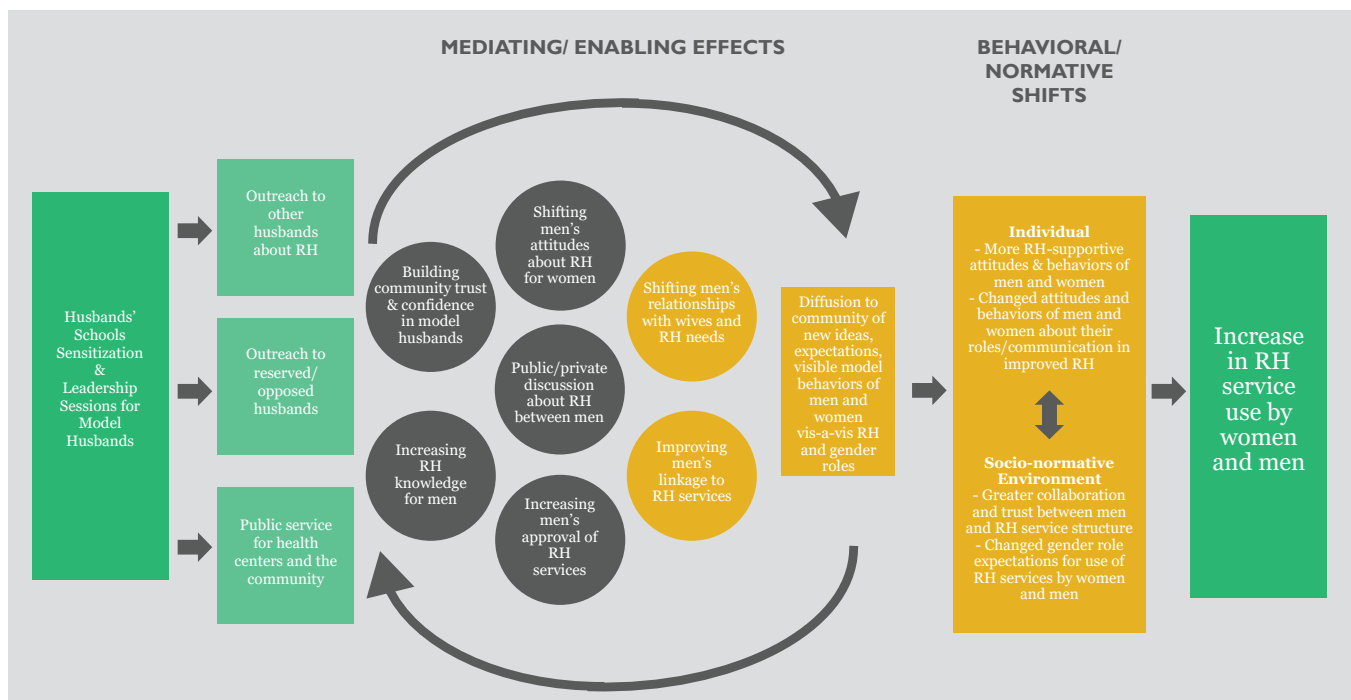 MEDIATING/ ENABLING EFFECTS
BEHAVIORAL/
NORMATIVE
SHIFTS
Husbands’
Schools
Sensitization
&
Leadership
Sessions for
Model
Husbands
Outreach to
other
husbands
about RH
Outreach to
reserved/
opposed
husbands
Public service
for health
centers and the
community
Building
community trust
& confidence
in model
husbands
Increasing
RH
knowledge
for men
Shifting
men’s
attitudes
about RH
for women
Public/private
discussion
about RH
between men
Increasing
men’s
approval of
RH
services
Shifting men’s
relationships
with wives and
RH needs
Improving
men’s
linkage to
RH services
Diffusion to
community of
new ideas,
expectations,
visible model
behaviors of
men and
women
vis-a-vis RH
and gender
roles
Individual
- More RH-supportive
attitudes & behaviors of
men and women
- Changed attitudes and
behaviors of men and
women about their
roles/communication in
improved RH
Socio-normative
Environment
- Greater collaboration
and trust between men
and RH service structure
- Changed gender role
expectations for use of
RH services by women
and men
Increase
in RH
service
use by
women
and men